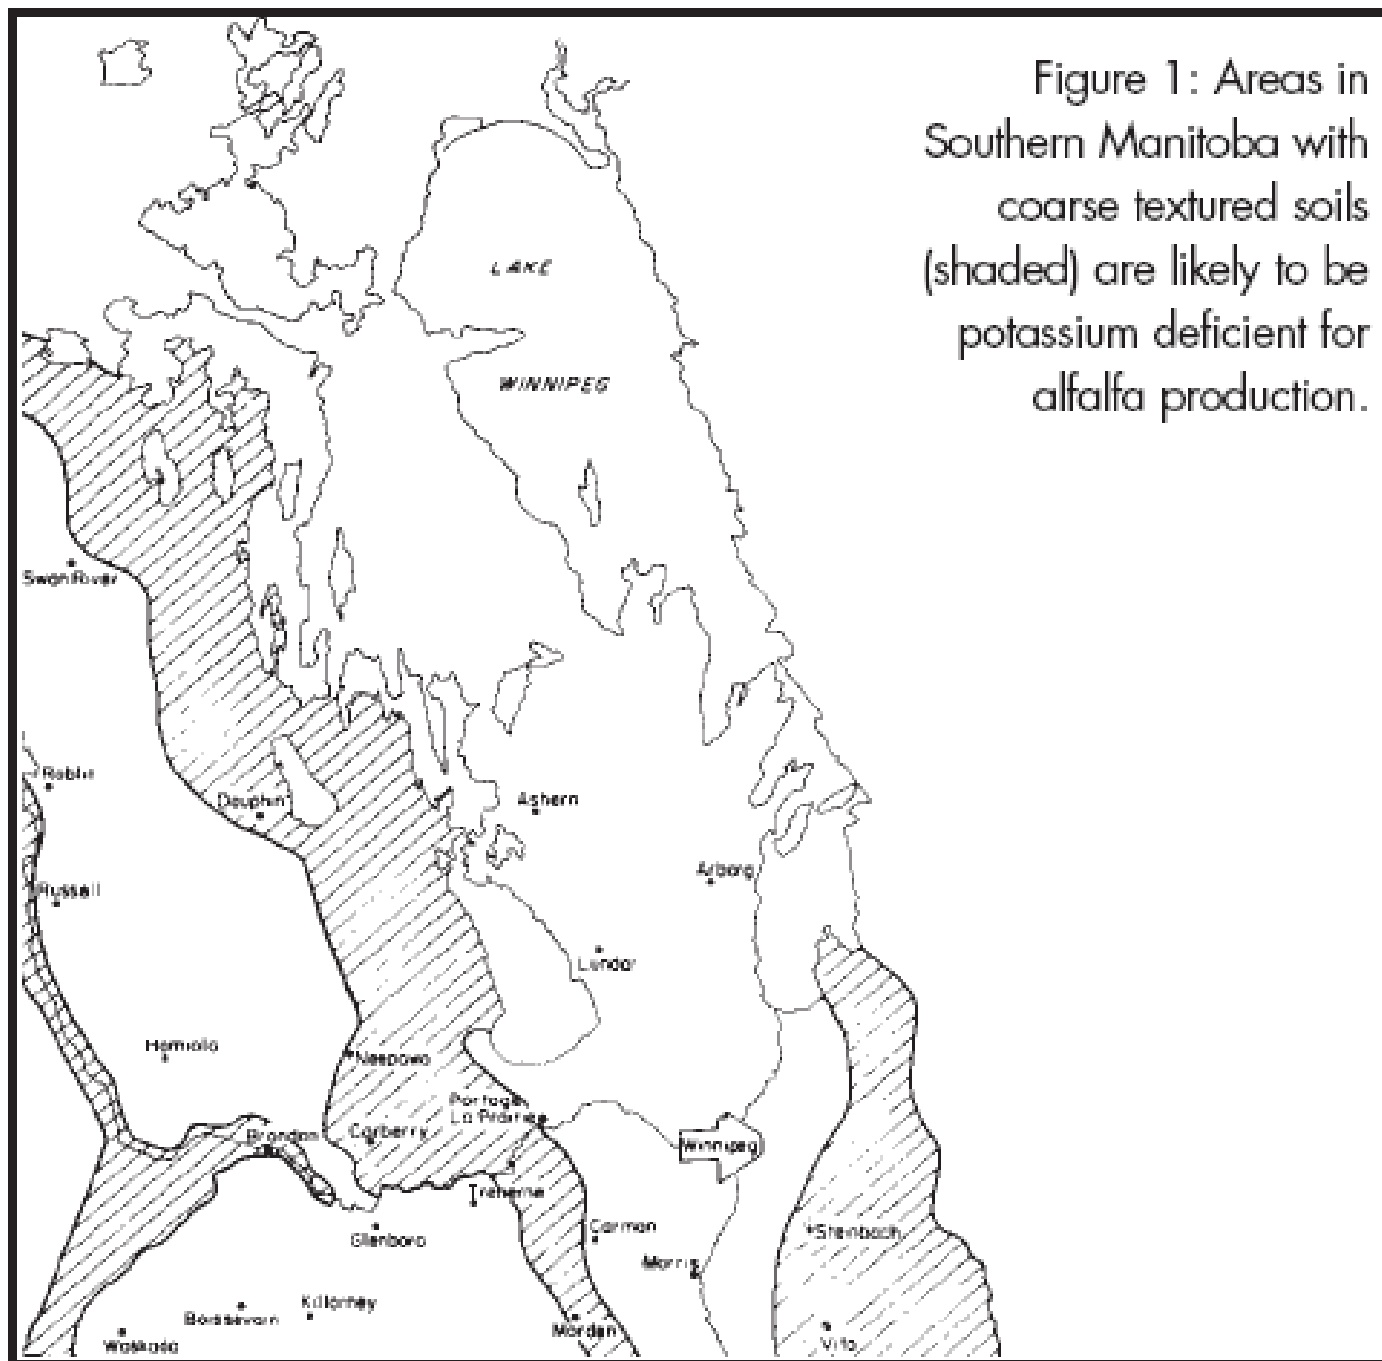 Figure 1: Areas in
Southern Manitoba with
coarse textured soils
(shaded) are likely to be
potassium deficient for
alfalfa production.
LAKE
WINNIPEG
Swan River
Roblin
Dauphin
Ashern
Russell
Arborg
Lundar
Hamiota
Neepawa
Portage
La Prairie
Brandon
Carberry
Winnipeg
Treherne
Glenboro
Carman
Steinbach
Morris
Boissevain
Killarney
Waskada
Morden
Vita